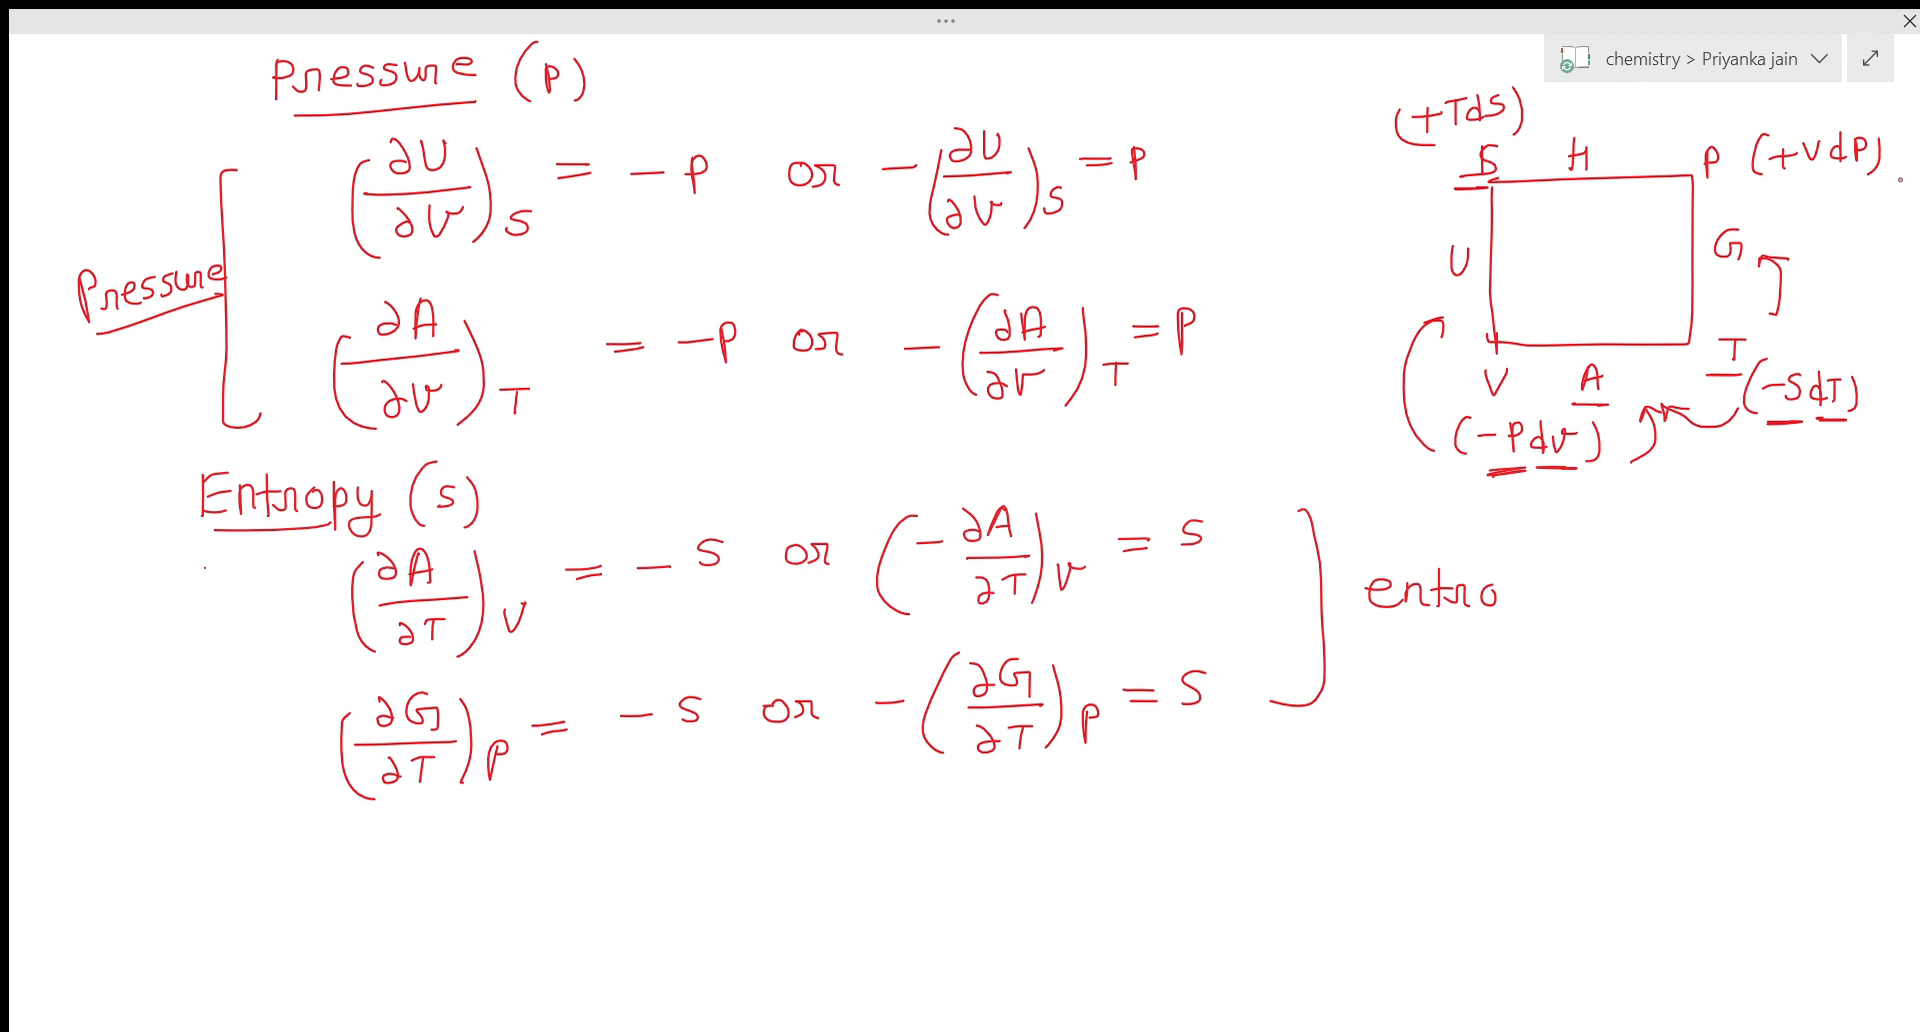 ...
chemistry > Priyanka jain
Pressure (P)
(∂U/∂V)S = - P or -(∂U/∂V)S = P
Pressure
(∂A/∂V)T = - P or -(∂A/∂V)T = P
Entropy (S)
(∂A/∂T)V = - S or (-∂A/∂T)V = S
entro
(∂G/∂T)P = - S or -(∂G/∂T)P = S
(+TdS)
S H P (+VdP)
U G
V A T
(-SdT)
(-Pdv)